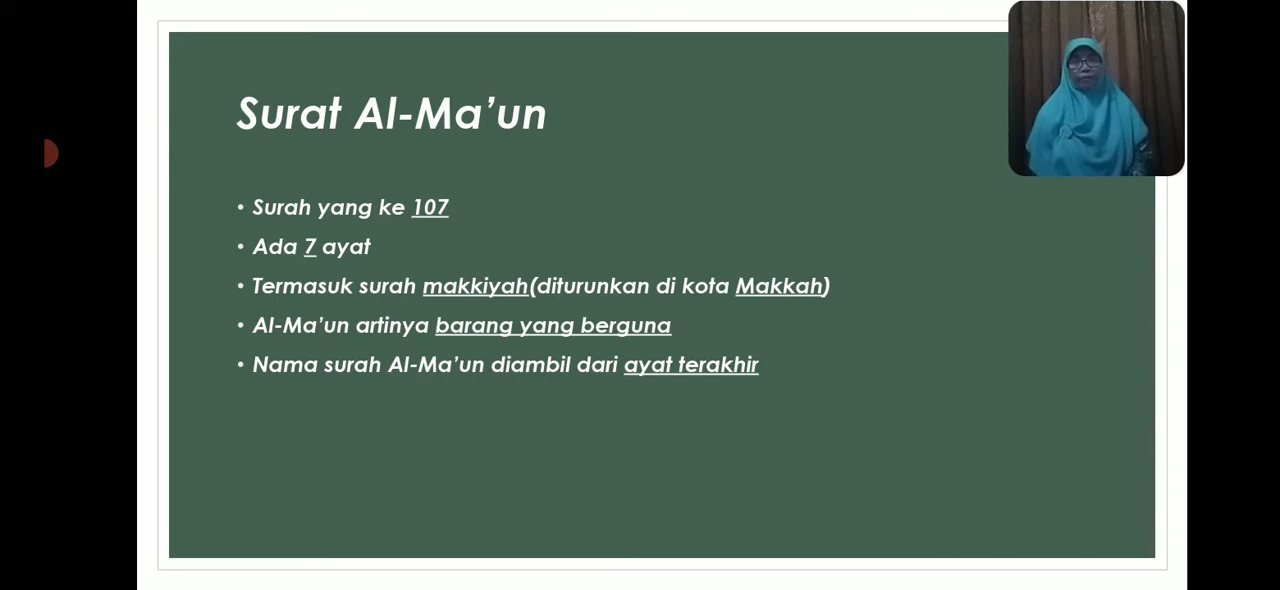 Surat Al-Ma’un
• Surah yang ke 107
• Ada 7 ayat
• Termasuk surah makkiyah(diturunkan di kota Makkah)
• Al-Ma’un artinya barang yang berguna
• Nama surah Al-Ma’un diambil dari ayat terakhir